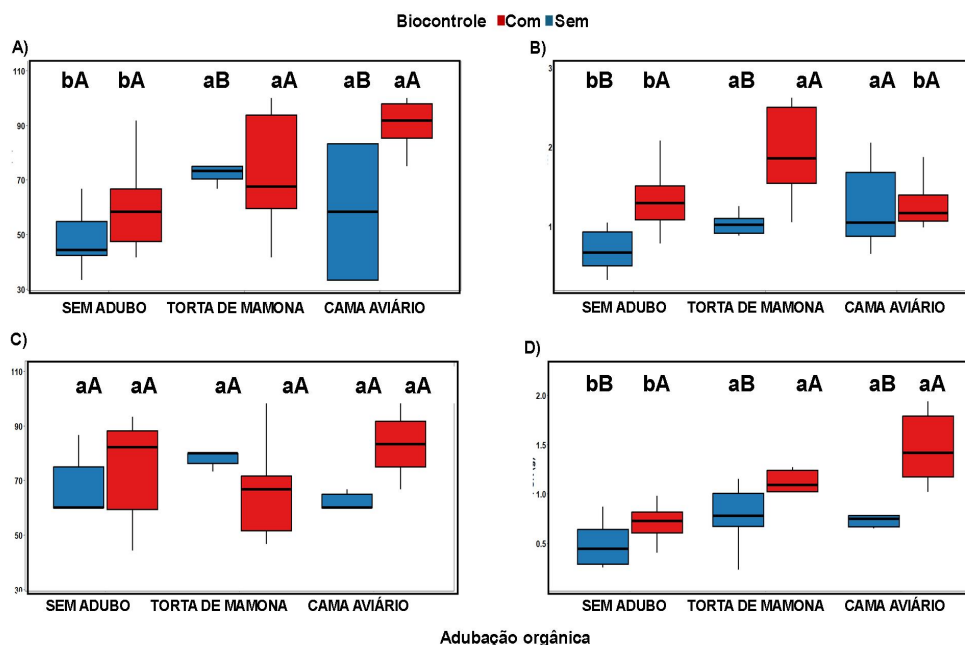 Biocontrole Com Sem
A)
110
90
70
50
30
bA bA aB aA aB aA
SEM ADUBO TORTA DE MAMONA CAMA AVIÁRIO
B)
3
2
1
bB bA aB aA aA bA
SEM ADUBO TORTA DE MAMONA CAMA AVIÁRIO
C)
110
90
70
50
30
aA aA aA aA aA aA
SEM ADUBO TORTA DE MAMONA CAMA AVIÁRIO
D)
2.0
1.5
1.0
0.5
bB bA aB aA aB aA
SEM ADUBO TORTA DE MAMONA CAMA AVIÁRIO
Adubação orgânica